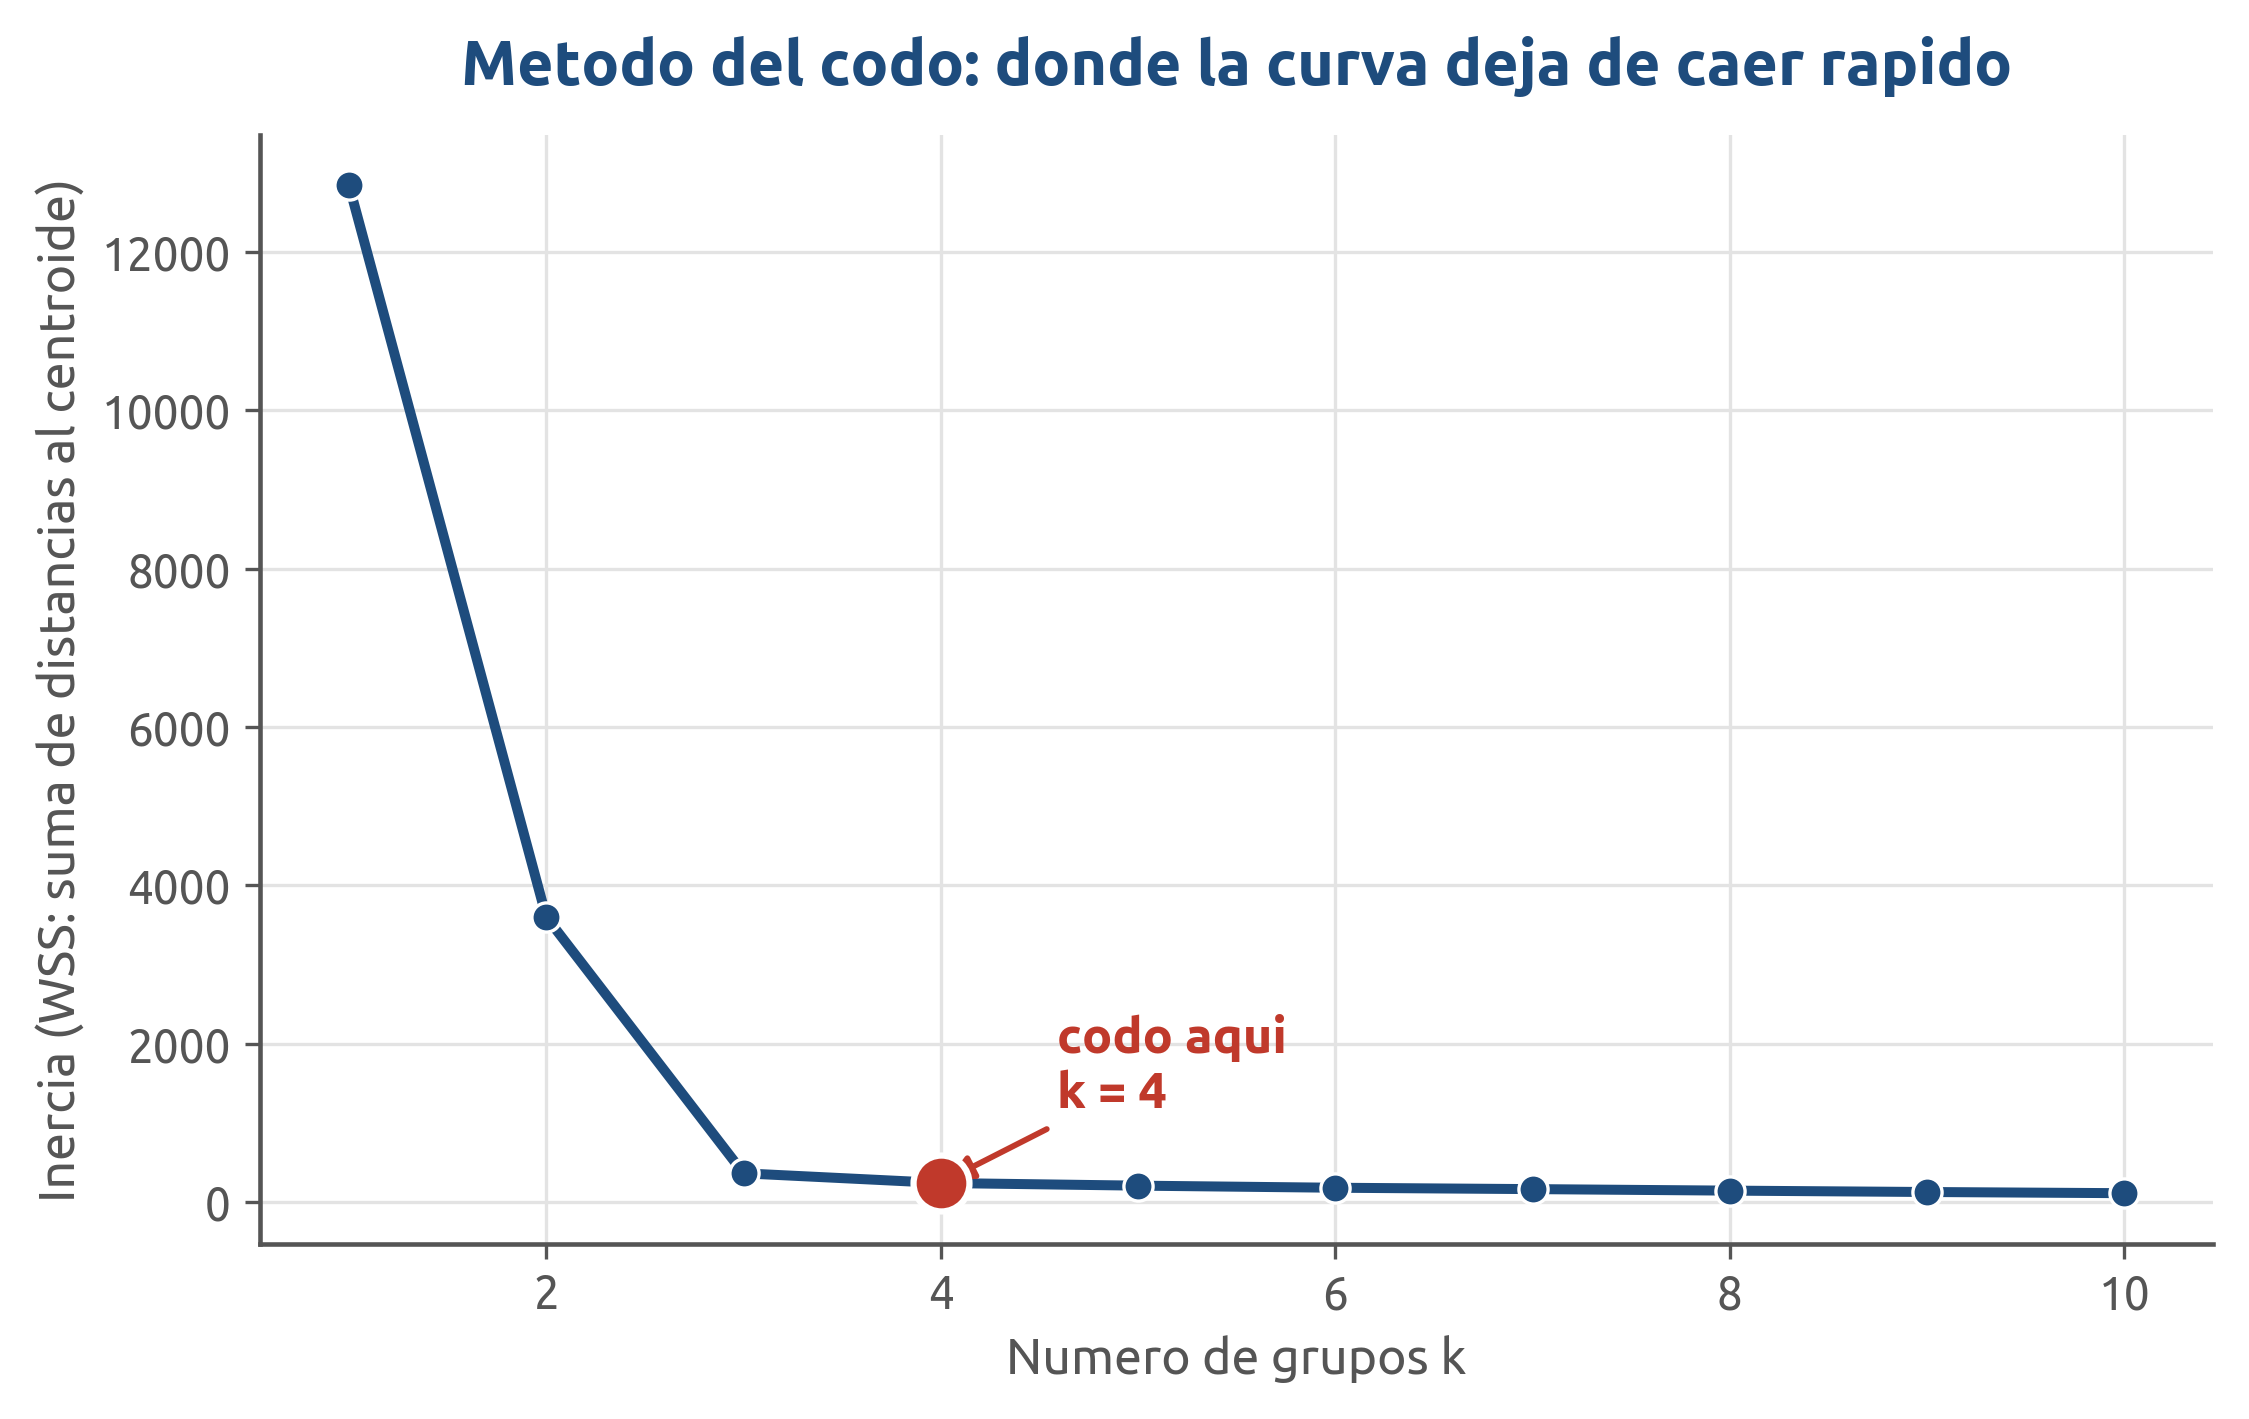 Metodo del codo: donde la curva deja de caer rapido
Inercia (WSS: suma de distancias al centroide)
12000
10000
8000
6000
4000
2000
0
codo aqui
k = 4
2
4
6
8
10
Numero de grupos k